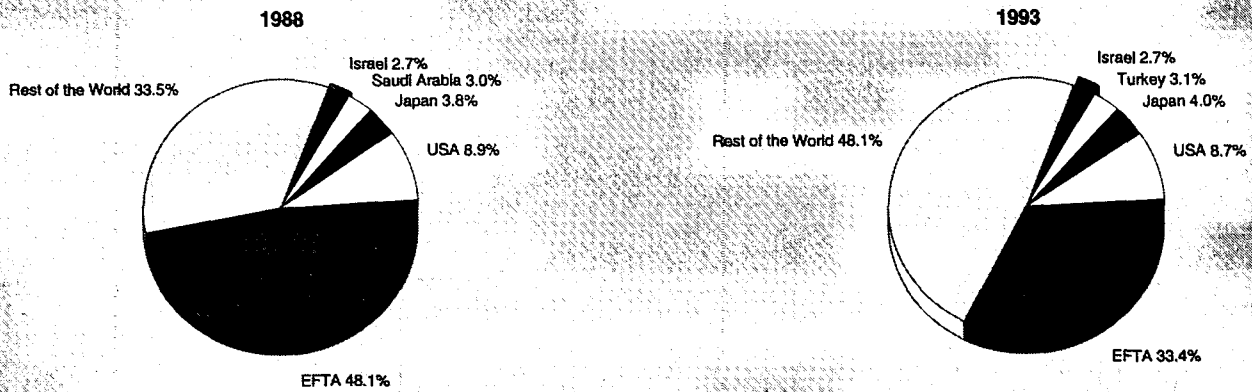 1988
Israel 2.7%
Saudi Arabia 3.0%
Rest of the World 33.5%
Japan 3.8%
USA 8.9%
EFTA 48.1%
1993
Israel 2.7%
Turkey 3.1%
Japan 4.0%
Rest of the World 48.1%
USA 8.7%
EFTA 33.4%